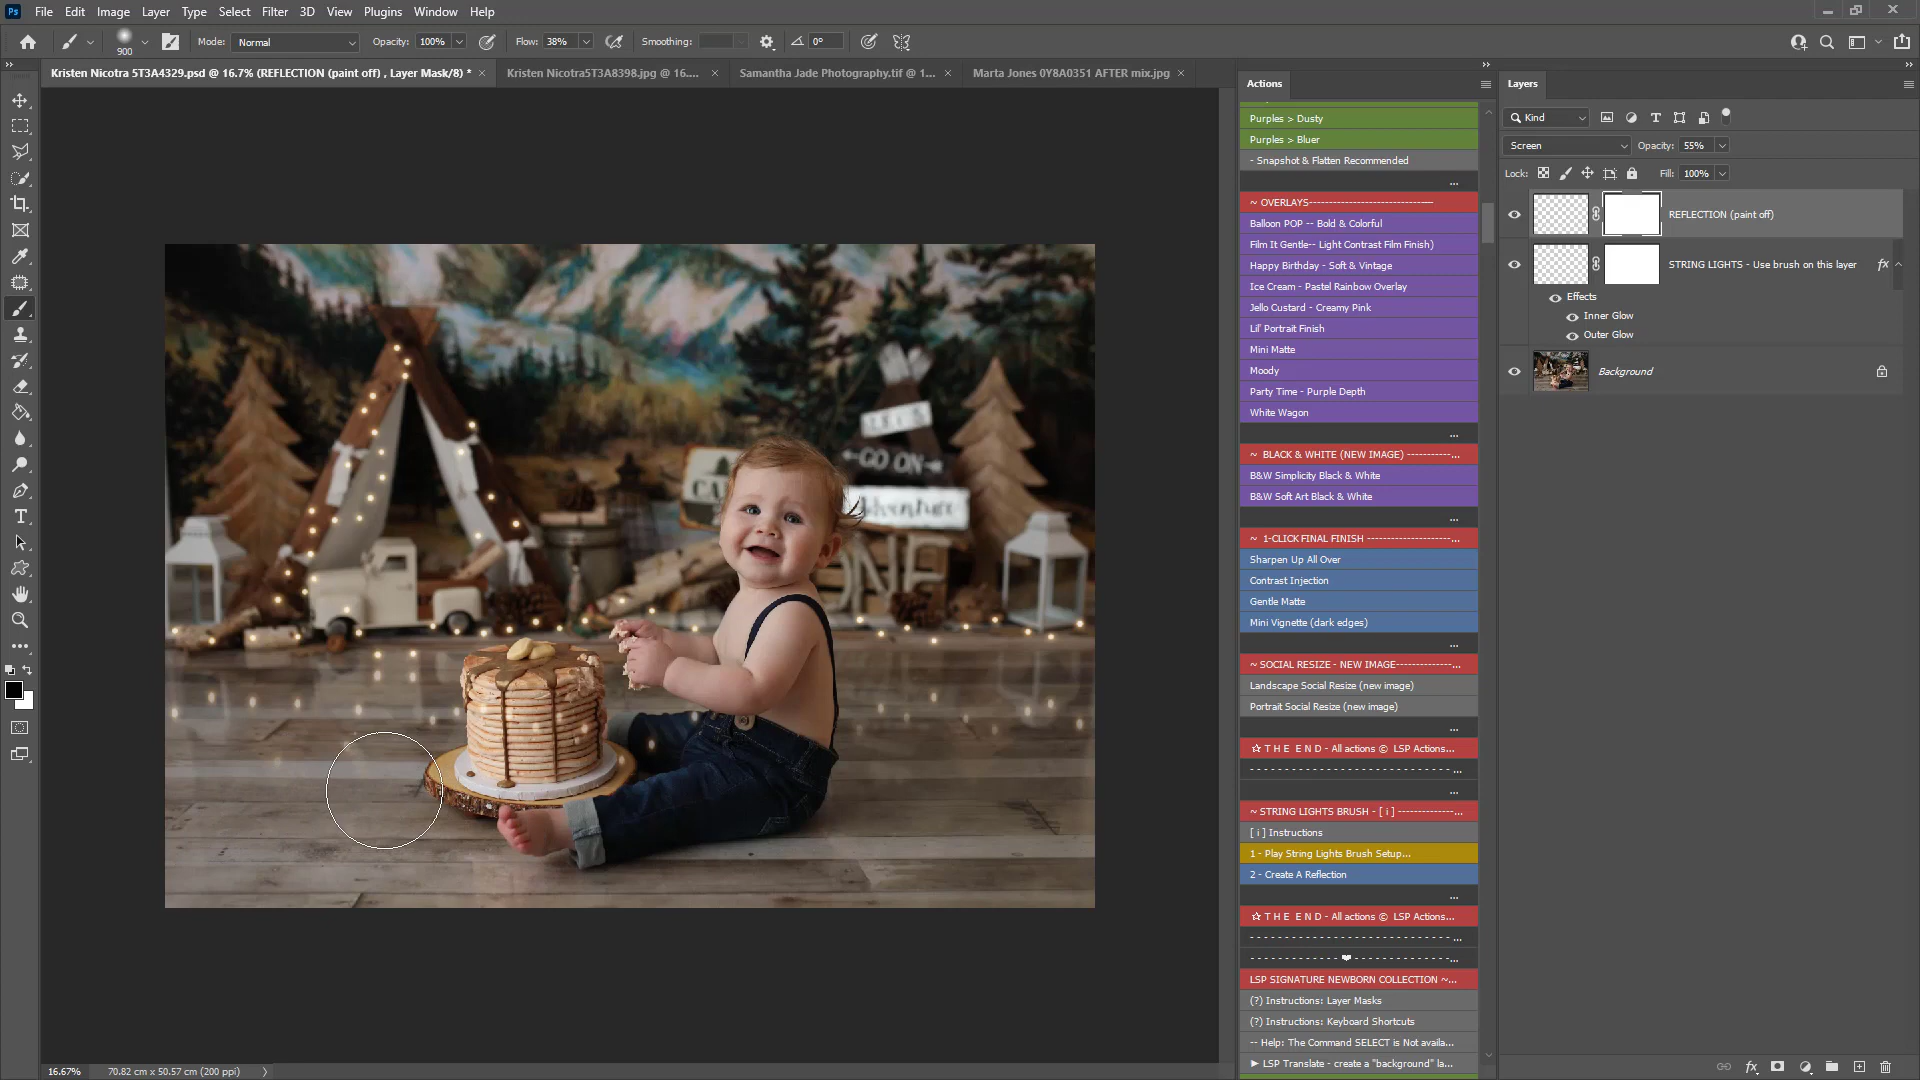 Ps File Edit Image Layer Type Select Filter 3D View Plugins Window Help
900 Mode: Normal Opacity: 100% Flow: 38% Smoothing: 0°
Kristen Nicotra 5T3A4329.psd @ 16.7% (REFLECTION (paint off) , Layer Mask/8) *
Kristen Nicotra5T3A8398.jpg @ 16....
Samantha Jade Photography.tif @ 1...
Marta Jones 0Y8A0351 AFTER mix.jpg
Actions
Purples > Dusty
Purples > Bluer
- Snapshot & Flatten Recommended
...
~ OVERLAYS------------------------------
Balloon POP -- Bold & Colorful
Film It Gentle-- Light Contrast Film Finish)
Happy Birthday - Soft & Vintage
Ice Cream - Pastel Rainbow Overlay
Jello Custard - Creamy Pink
Lil' Portrait Finish
Mini Matte
Moody
Party Time - Purple Depth
White Wagon
...
~ BLACK & WHITE (NEW IMAGE) -----------...
B&W Simplicity Black & White
B&W Soft Art Black & White
...
~ 1-CLICK FINAL FINISH ---------------------...
Sharpen Up All Over
Contrast Injection
Gentle Matte
Mini Vignette (dark edges)
...
~ SOCIAL RESIZE - NEW IMAGE-------------...
Landscape Social Resize (new image)
Portrait Social Resize (new image)
...
☆ T H E E N D - All actions © LSP Actions...
- - - - - - - - - - - - - - - - - - - - - - - - - - - - ...
...
~ STRING LIGHTS BRUSH - [ i ] --------------...
[ i ] Instructions
1 - Play String Lights Brush Setup...
2 - Create A Reflection
...
☆ T H E E N D - All actions © LSP Actions...
- - - - - - - - - - - - - - - - - - - - - - - - - - - - ...
- - - - - - - - - - - - - ❤ - - - - - - - - - - - - - -...
LSP SIGNATURE NEWBORN COLLECTION ~...
(?) Instructions: Layer Masks
(?) Instructions: Keyboard Shortcuts
-- Help: The Command SELECT is Not availa...
► LSP Translate - create a "background" la...
Layers
Kind
Screen Opacity: 55%
Lock: Fill: 100%
REFLECTION (paint off)
STRING LIGHTS - Use brush on this layer fx
Effects
Inner Glow
Outer Glow
Background
GO ON
Adventure
16.67% 70.82 cm x 50.57 cm (200 ppi)
fx